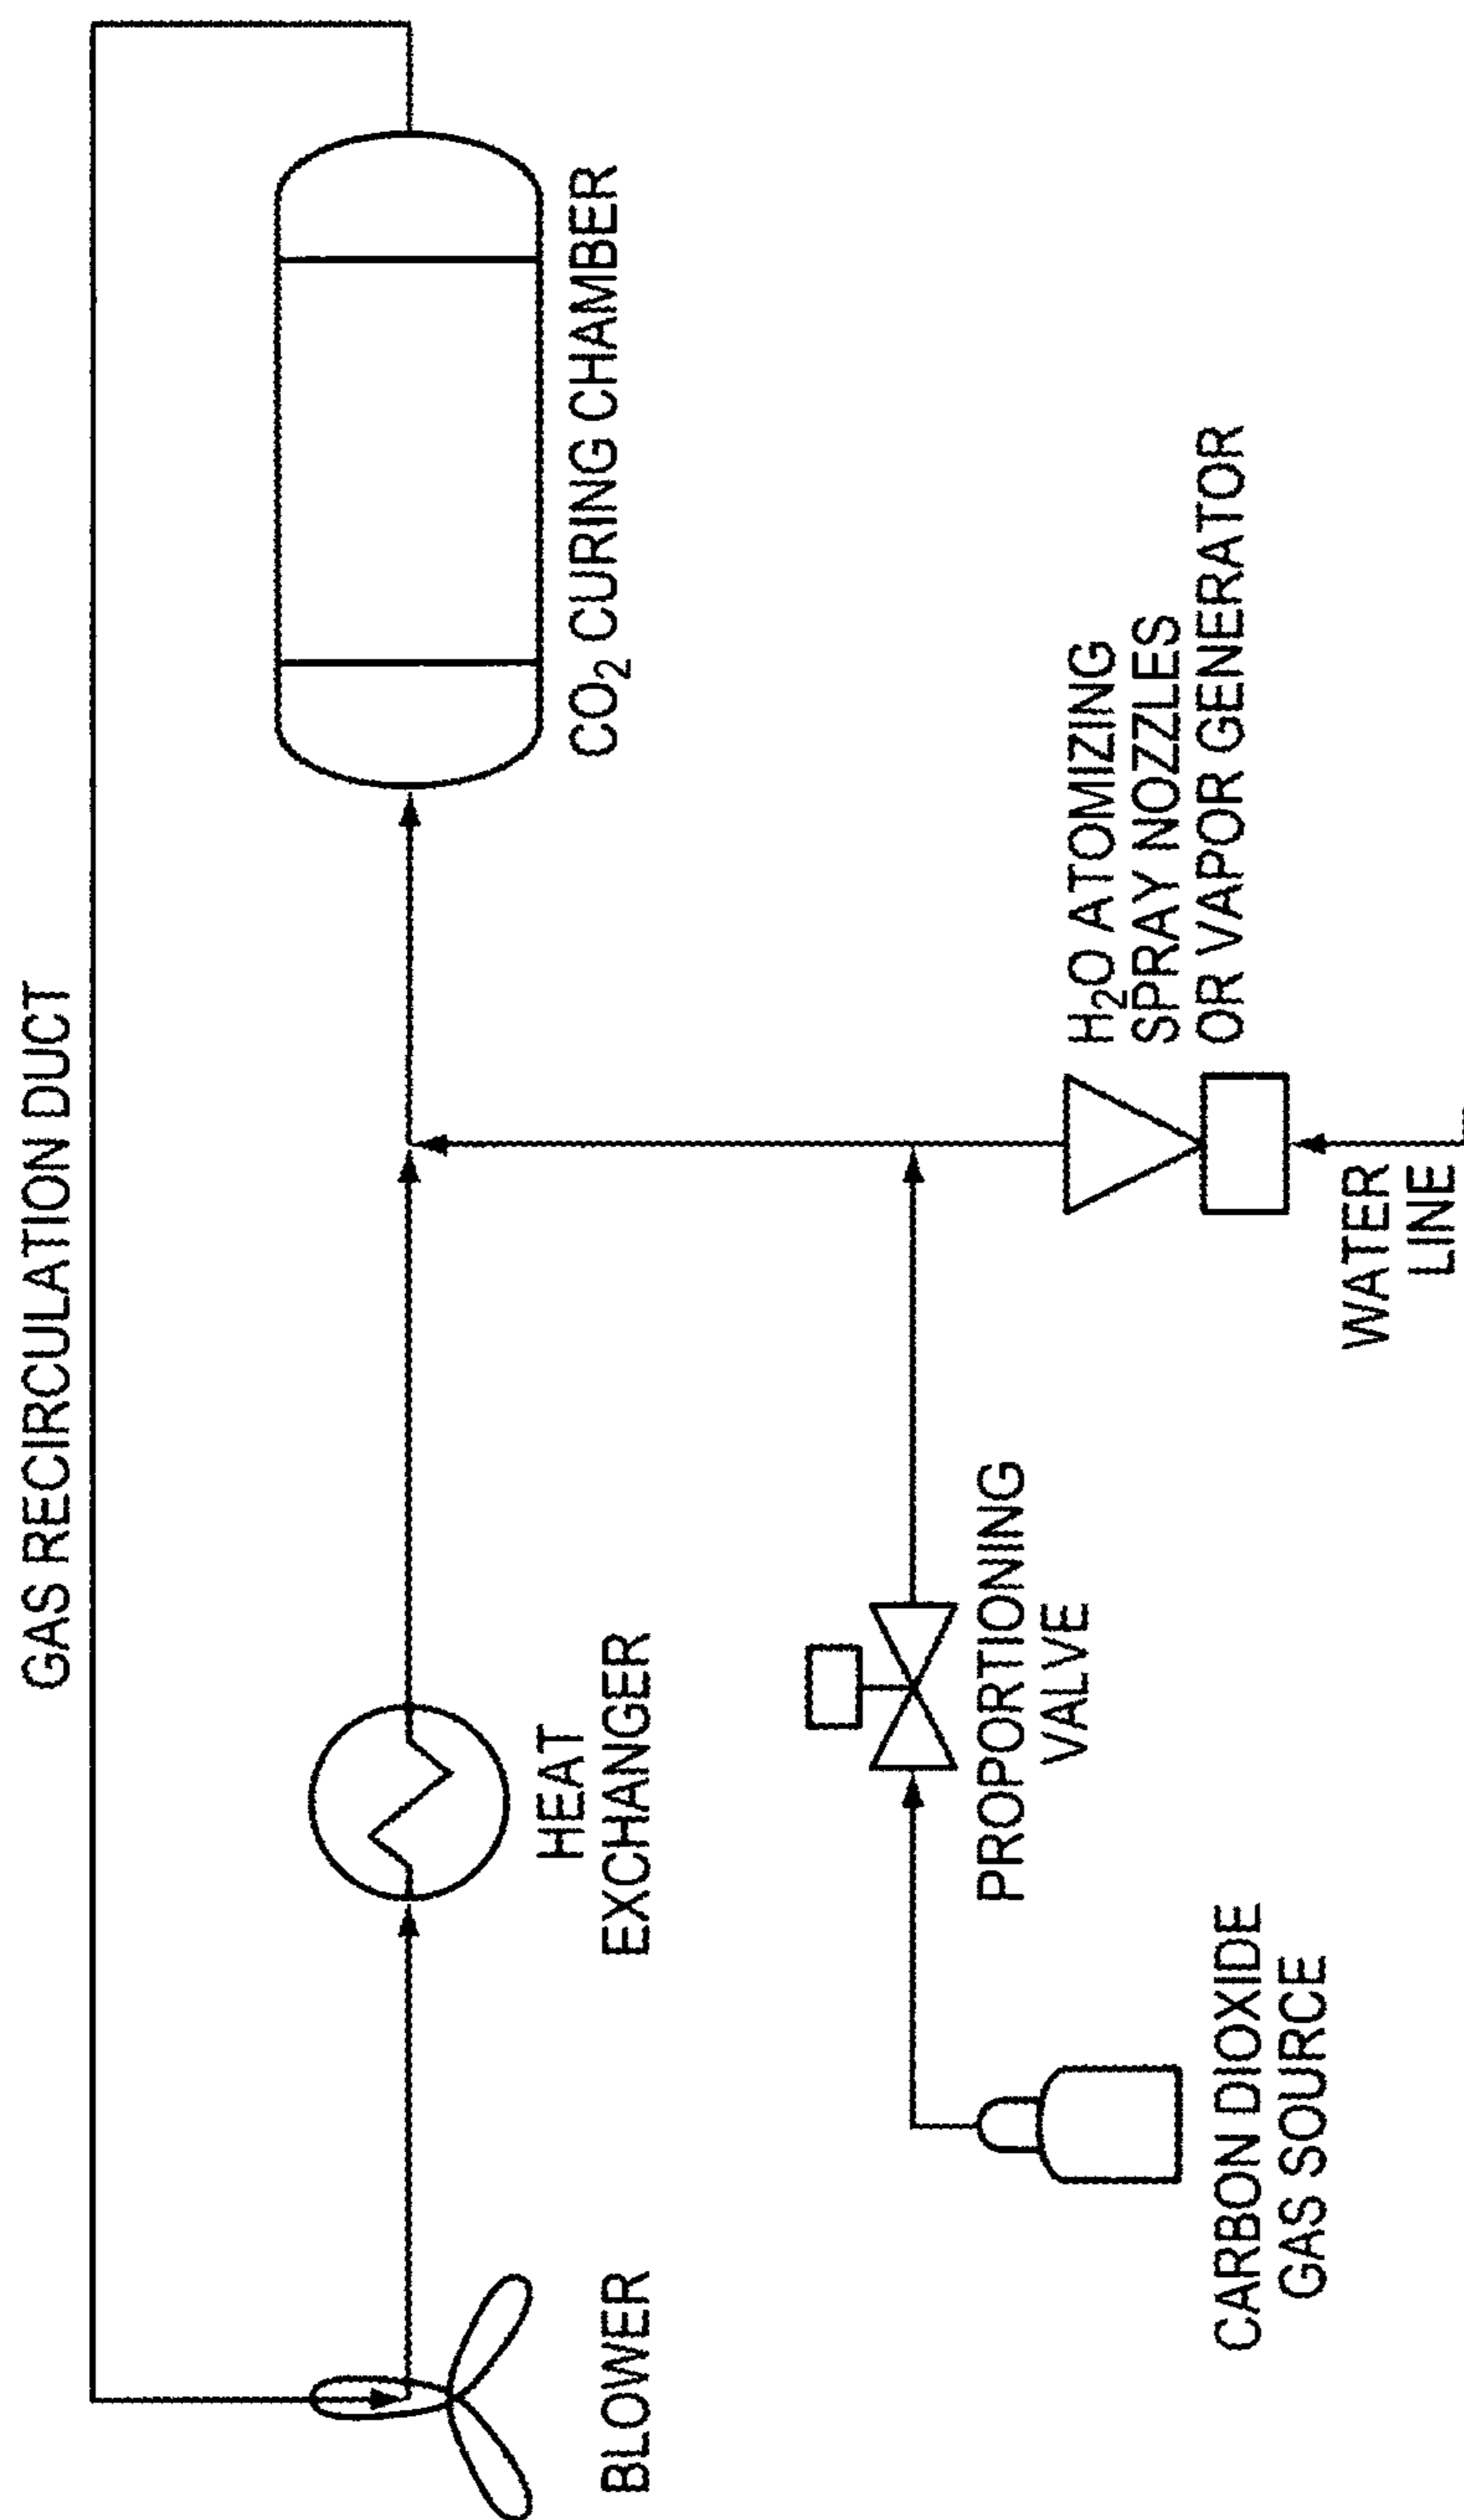 GAS RECIRCULATION DUCT
BLOWER
HEAT
EXCHANGER
CO2 CURING CHAMBER
CARBON DIOXIDE
GAS SOURCE
PROPORTIONING
VALVE
H2O ATOMIZING
SPRAY NOZZLES
OR VAPOR GENERATOR
WATER
LINE